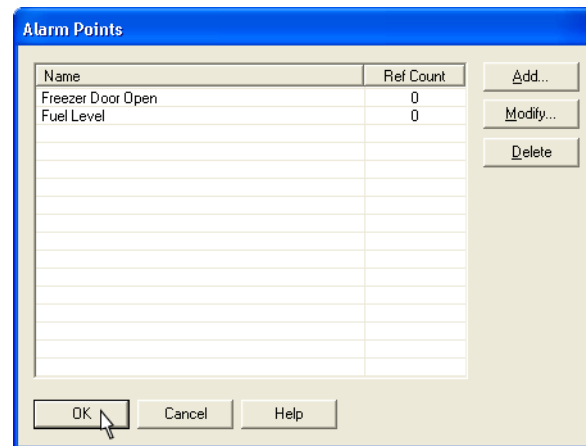 Alarm Points
Name Ref Count
Freezer Door Open 0
Fuel Level 0
Add...
Modify...
Delete
OK Cancel Help